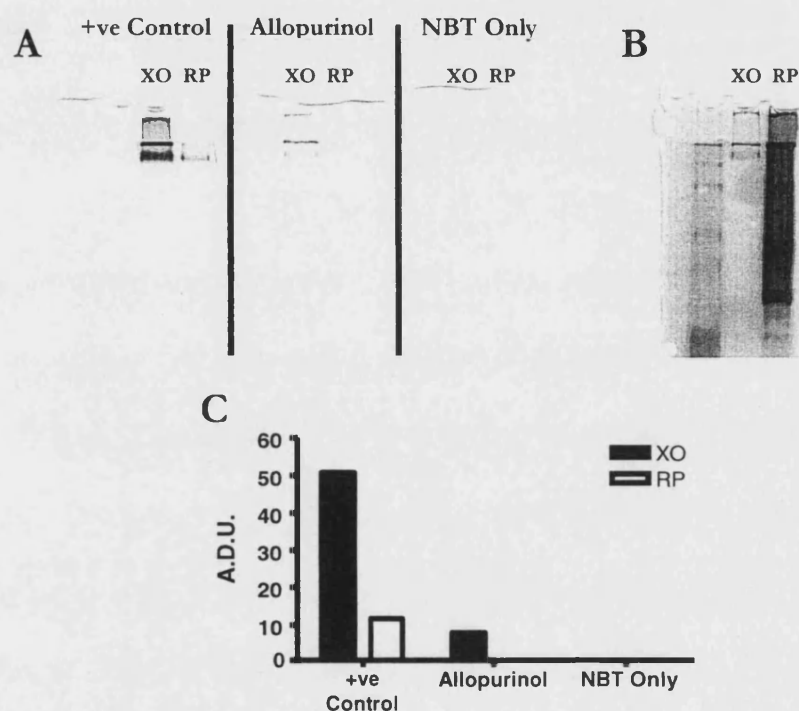 A
+ve Control
Allopurinol
NBT Only
B
XO RP
XO RP
XO RP
XO RP
C
60
50
40
30
20
10
0
A.D.U.
XO
RP
+ve Control
Allopurinol
NBT Only